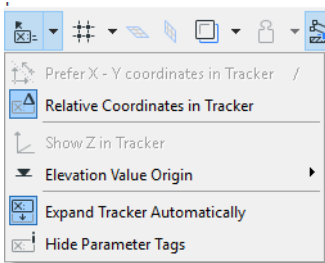 Prefer X - Y coordinates in Tracker /
Relative Coordinates in Tracker
Show Z in Tracker
Elevation Value Origin
Expand Tracker Automatically
Hide Parameter Tags